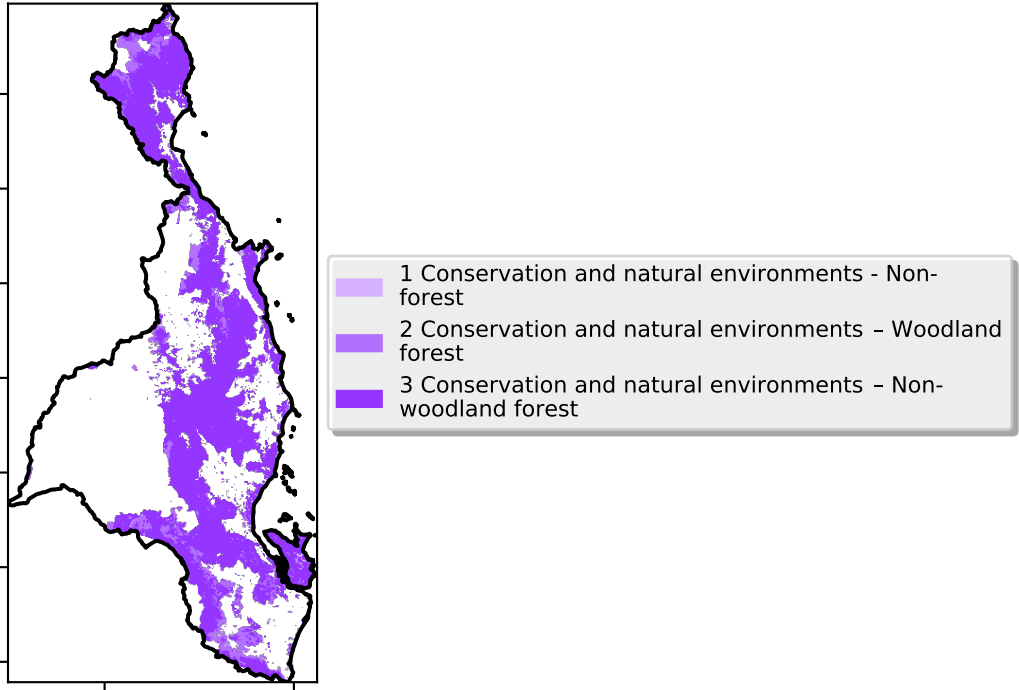 1 Conservation and natural environments - Non-
forest
2 Conservation and natural environments – Woodland
forest
3 Conservation and natural environments – Non-
woodland forest